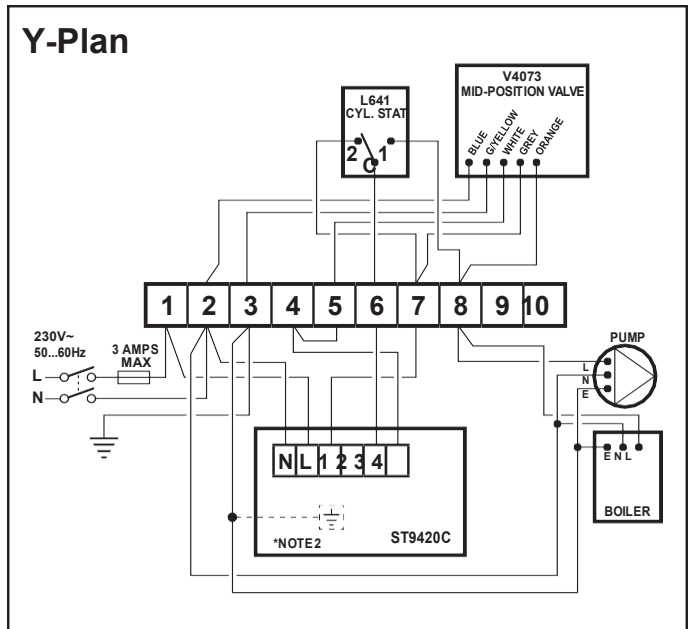 Y-Plan
V4073
MID-POSITION VALVE
BLUE
G/YELLOW
WHITE
GREY
ORANGE
L641
CYL. STAT
2 1
C
1 2 3 4 5 6 7 8 9 10
230V~
50...60Hz
3 AMPS
MAX
L
N
PUMP
L
N
E
N L 1 2 3 4
E N L
BOILER
*NOTE 2
ST9420C